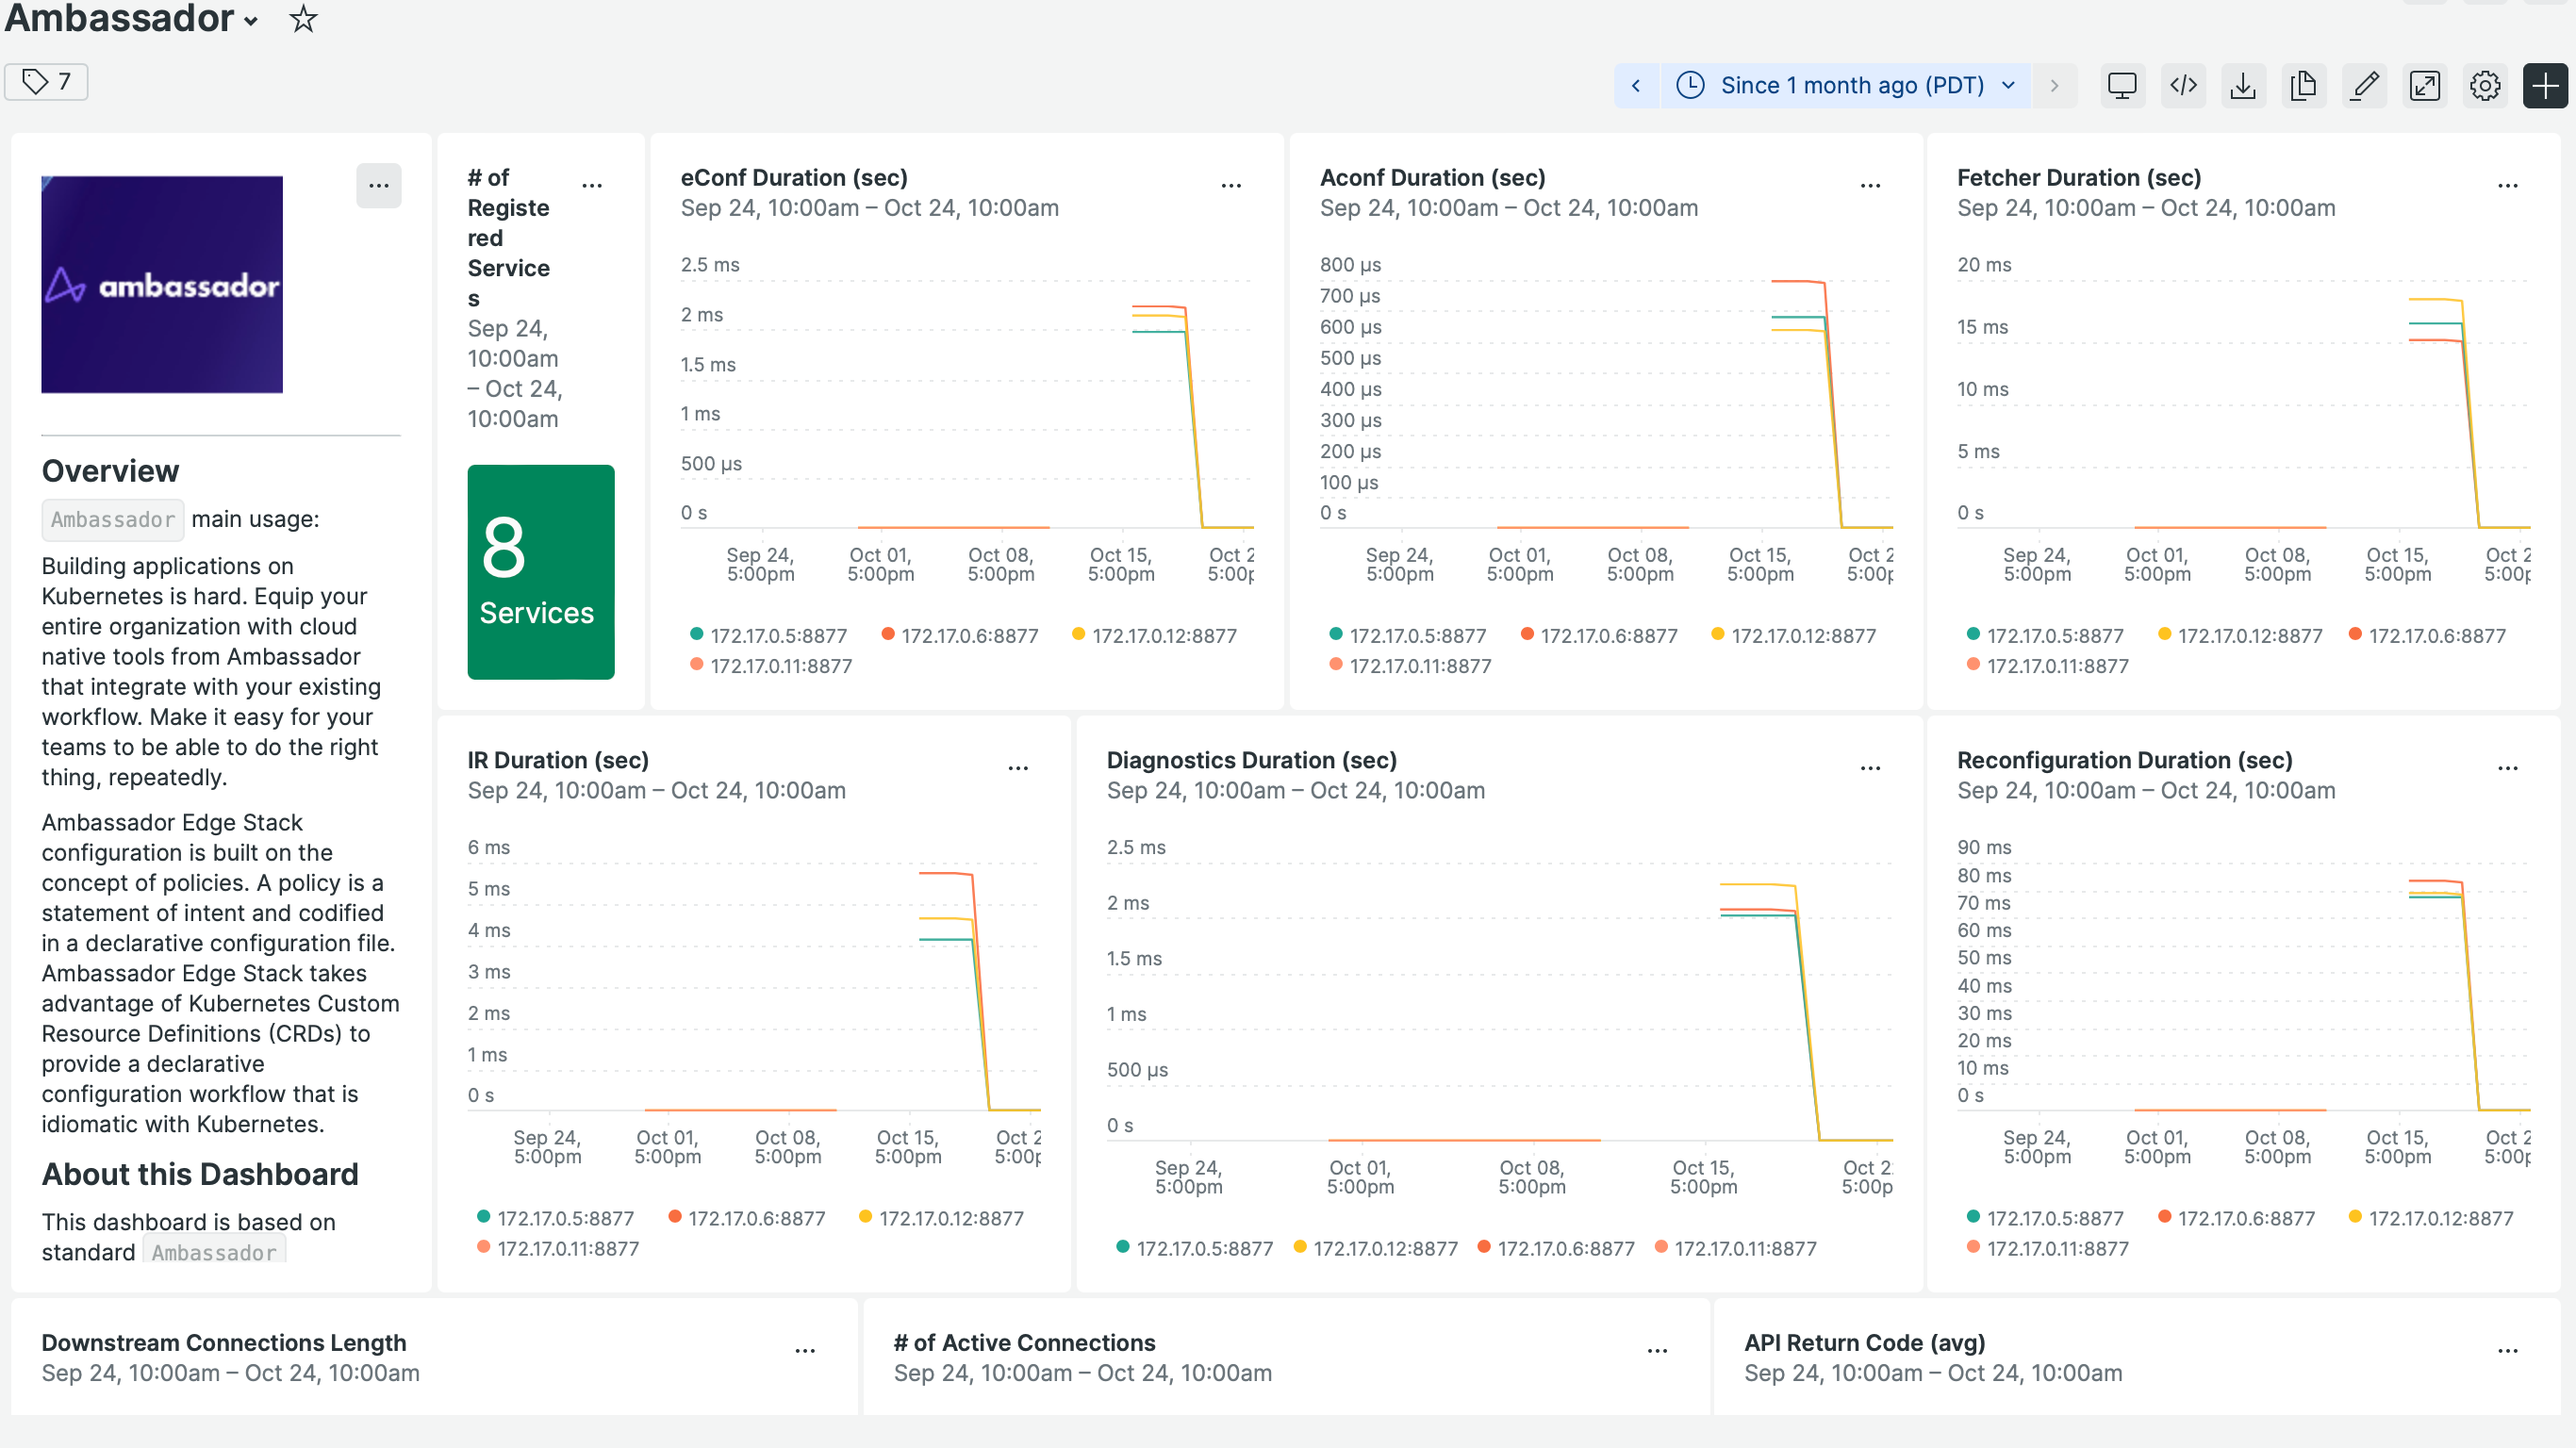 Ambassador
7
Since 1 month ago (PDT)
ambassador
Overview
Ambassador main usage:
Building applications on
Kubernetes is hard. Equip your
entire organization with cloud
native tools from Ambassador
that integrate with your existing
workflow. Make it easy for your
teams to be able to do the right
thing, repeatedly.
Ambassador Edge Stack
configuration is built on the
concept of policies. A policy is a
statement of intent and codified
in a declarative configuration file.
Ambassador Edge Stack takes
advantage of Kubernetes Custom
Resource Definitions (CRDs) to
provide a declarative
configuration workflow that is
idiomatic with Kubernetes.
About this Dashboard
This dashboard is based on
standard Ambassador
# of
Registe
red
Service
s
Sep 24,
10:00am
– Oct 24,
10:00am
8
Services
eConf Duration (sec)
Sep 24, 10:00am – Oct 24, 10:00am
2.5 ms
2 ms
1.5 ms
1 ms
500 µs
0 s
Sep 24, Oct 01, Oct 08, Oct 15, Oct 2
5:00pm 5:00pm 5:00pm 5:00pm 5:00p
172.17.0.5:8877 172.17.0.6:8877 172.17.0.12:8877
172.17.0.11:8877
Aconf Duration (sec)
Sep 24, 10:00am – Oct 24, 10:00am
800 µs
700 µs
600 µs
500 µs
400 µs
300 µs
200 µs
100 µs
0 s
Sep 24, Oct 01, Oct 08, Oct 15, Oct 2
5:00pm 5:00pm 5:00pm 5:00pm 5:00p
172.17.0.5:8877 172.17.0.6:8877 172.17.0.12:8877
172.17.0.11:8877
Fetcher Duration (sec)
Sep 24, 10:00am – Oct 24, 10:00am
20 ms
15 ms
10 ms
5 ms
0 s
Sep 24, Oct 01, Oct 08, Oct 15, Oct 2
5:00pm 5:00pm 5:00pm 5:00pm 5:00p
172.17.0.5:8877 172.17.0.12:8877 172.17.0.6:8877
172.17.0.11:8877
IR Duration (sec)
Sep 24, 10:00am – Oct 24, 10:00am
6 ms
5 ms
4 ms
3 ms
2 ms
1 ms
0 s
Sep 24, Oct 01, Oct 08, Oct 15, Oct 2
5:00pm 5:00pm 5:00pm 5:00pm 5:00p
172.17.0.5:8877 172.17.0.6:8877 172.17.0.12:8877
172.17.0.11:8877
Diagnostics Duration (sec)
Sep 24, 10:00am – Oct 24, 10:00am
2.5 ms
2 ms
1.5 ms
1 ms
500 µs
0 s
Sep 24, Oct 01, Oct 08, Oct 15, Oct 2
5:00pm 5:00pm 5:00pm 5:00pm 5:00p
172.17.0.5:8877 172.17.0.12:8877 172.17.0.6:8877 172.17.0.11:8877
Reconfiguration Duration (sec)
Sep 24, 10:00am – Oct 24, 10:00am
90 ms
80 ms
70 ms
60 ms
50 ms
40 ms
30 ms
20 ms
10 ms
0 s
Sep 24, Oct 01, Oct 08, Oct 15, Oct 2
5:00pm 5:00pm 5:00pm 5:00pm 5:00p
172.17.0.5:8877 172.17.0.6:8877 172.17.0.12:8877
172.17.0.11:8877
Downstream Connections Length
Sep 24, 10:00am – Oct 24, 10:00am
# of Active Connections
Sep 24, 10:00am – Oct 24, 10:00am
API Return Code (avg)
Sep 24, 10:00am – Oct 24, 10:00am